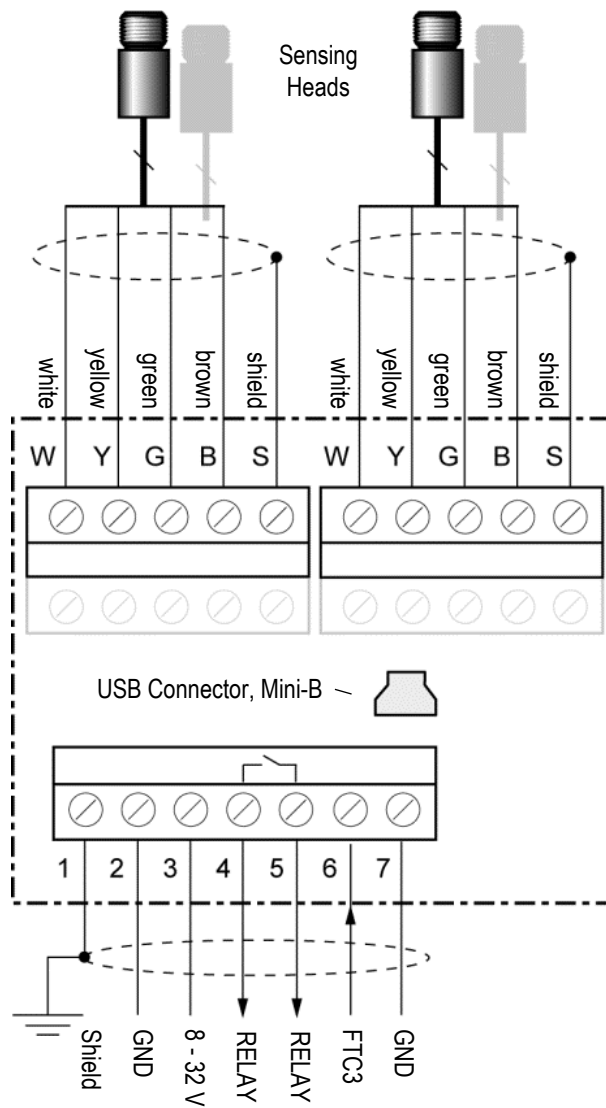 Sensing
Heads
white yellow green brown shield white yellow green brown shield
W Y G B S W Y G B S
USB Connector, Mini-B
1 2 3 4 5 6 7
Shield GND 8 - 32 V RELAY RELAY FTC3 GND